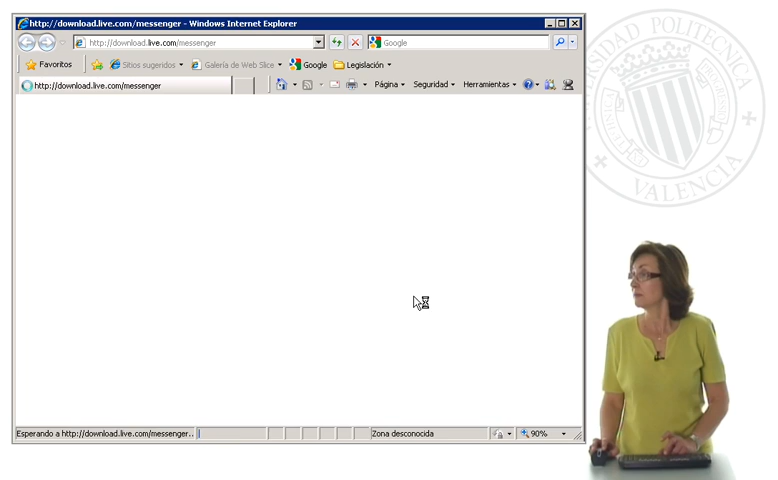 http://download.live.com/messenger - Windows Internet Explorer
http://download.live.com/messenger
Google
Favoritos
Sitios sugeridos
Galería de Web Slice
Google
Legislación
http://download.live.com/messenger
Página
Seguridad
Herramientas
Esperando a http://download.live.com/messenger..
Zona desconocida
90%
UNIVERSIDAD POLITECNICA
VALENCIA